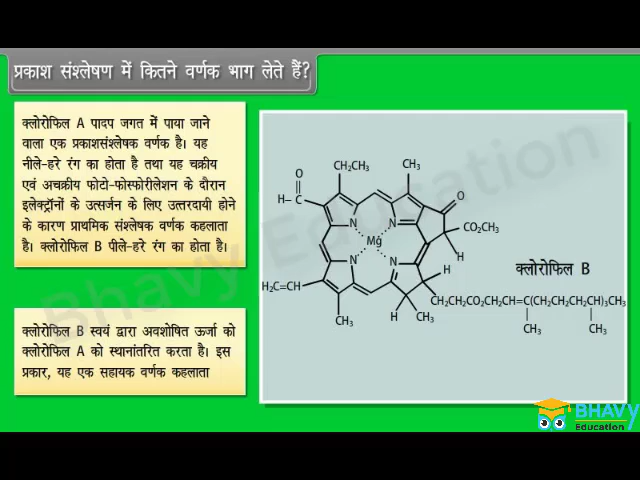 प्रकाश संश्लेषण में कितने वर्णक भाग लेते हैं?
क्लोरोफिल A पादप जगत में पाया जाने
वाला एक प्रकाशसंश्लेषक वर्णक है। यह
नीले-हरे रंग का होता है तथा यह चक्रीय
एवं अचक्रीय फोटो-फोस्फोरीलेशन के दौरान
इलेक्ट्रॉनों के उत्सर्जन के लिए उत्तरदायी होने
के कारण प्राथमिक संश्लेषक वर्णक कहलाता
है। क्लोरोफिल B पीले-हरे रंग का होता है।
क्लोरोफिल B स्वयं द्वारा अवशोषित ऊर्जा को
क्लोरोफिल A को स्थानांतरित करता है। इस
प्रकार, यह एक सहायक वर्णक कहलाता
O
H–C
CH₂CH₃
CH₃
O
N
N
Mg
CO₂CH₃
H
N
N
H
क्लोरोफिल B
H₂C=CH
CH₂CH₂CO₂CH₂CH=C(CH₂CH₂CH₂CH)₃CH₃
CH₃
H
CH₃
CH₃
CH₃
Bhavy Education
BHAVY
Education